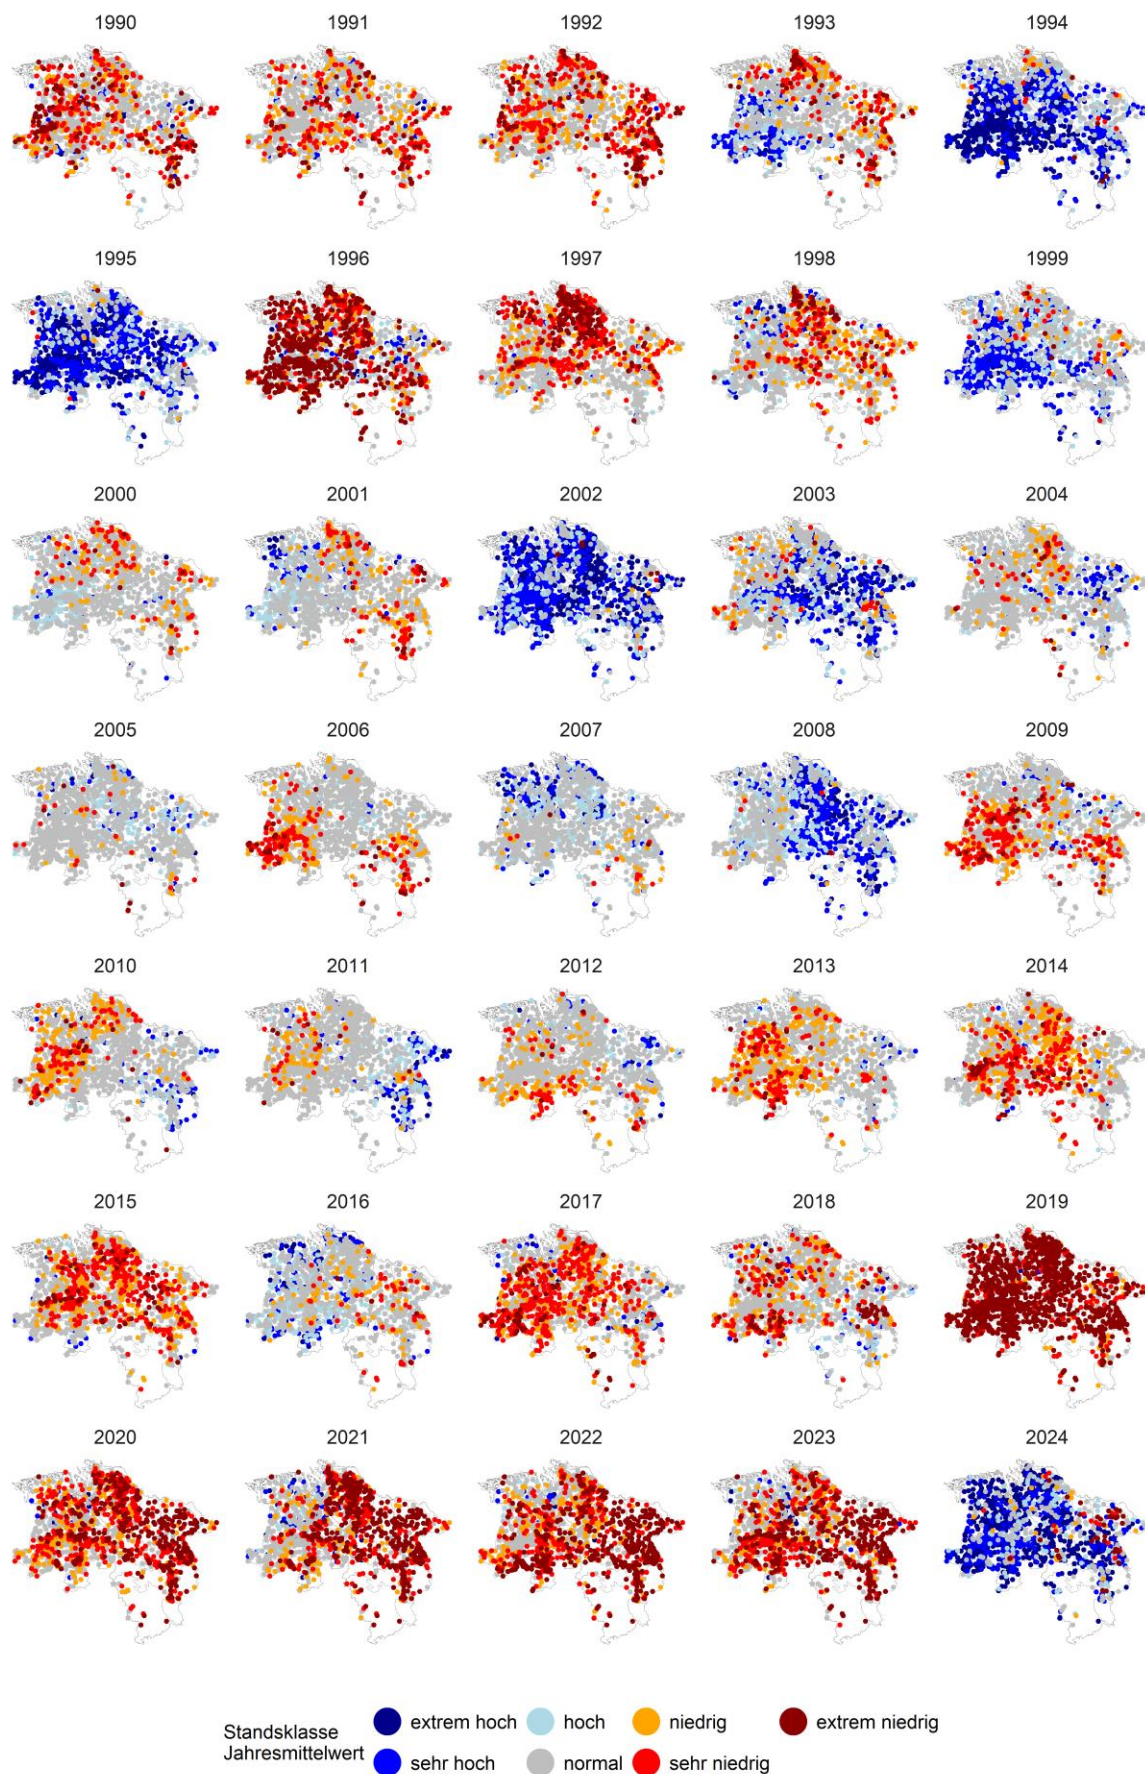 1990 1991 1992 1993 1994
1995 1996 1997 1998 1999
2000 2001 2002 2003 2004
2005 2006 2007 2008 2009
2010 2011 2012 2013 2014
2015 2016 2017 2018 2019
2020 2021 2022 2023 2024
Standsklasse
Jahresmittelwert
extrem hoch hoch niedrig extrem niedrig
sehr hoch normal sehr niedrig